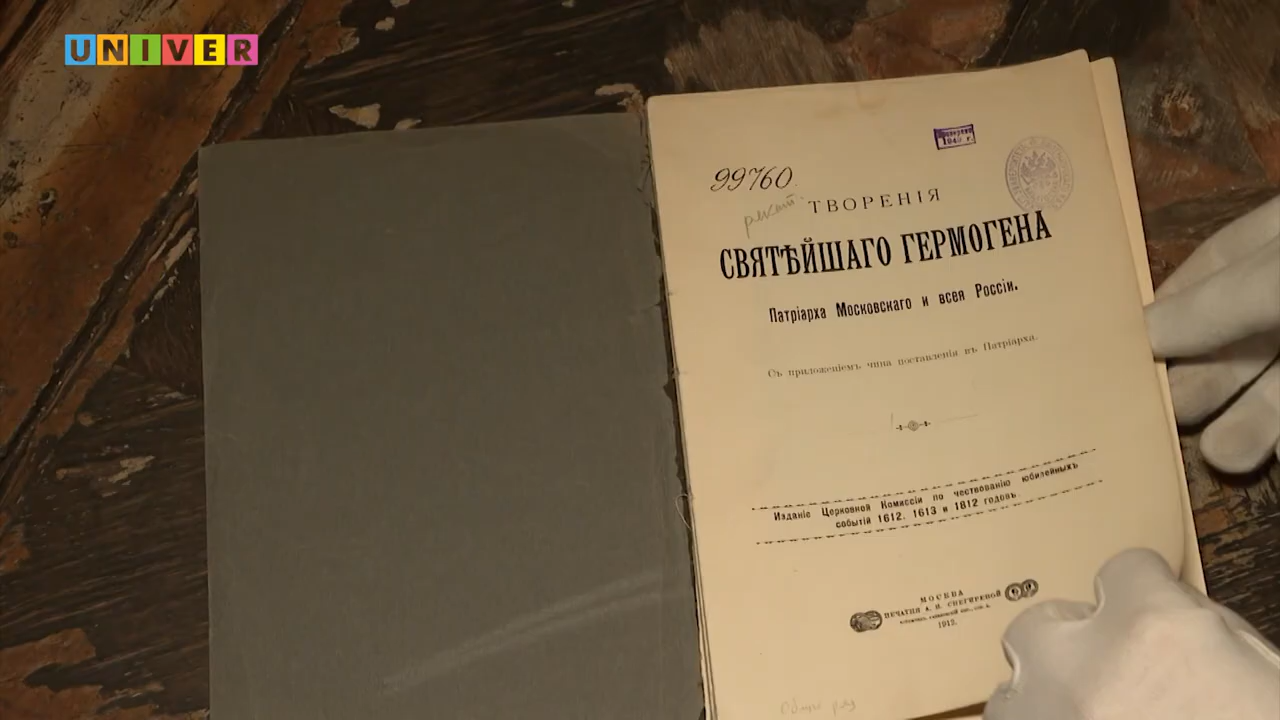 UNIVER
1949 г.
99760
ТВОРЕНІЯ
СВЯТѢЙШАГО ГЕРМОГЕНА
Патріарха Московскаго и всея Россіи.
Съ приложеніемъ чина поставленія въ Патріарха.
Изданіе Церковной Комиссіи по чествованію юбилейныхъ
событій 1612, 1613 и 1812 годовъ.
МОСКВА
ПЕЧАТНЯ А. И. СНЕГИРЕВОЙ
1912.